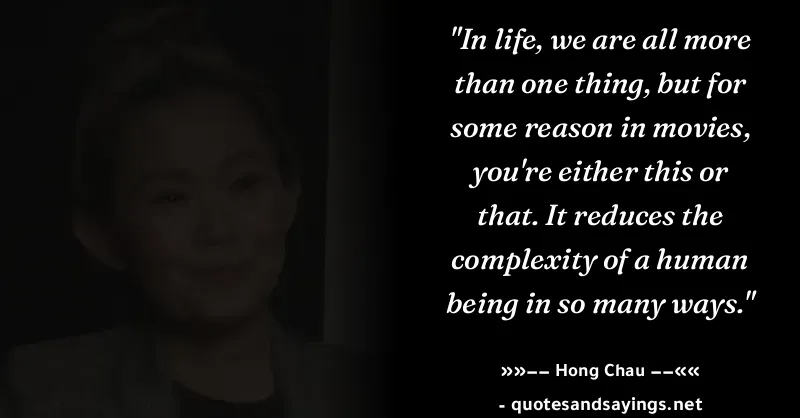 "In life, we are all more
than one thing, but for
some reason in movies,
you're either this or
that. It reduces the
complexity of a human
being in so many ways."
»»–– Hong Chau ––««
- quotesandsayings.net